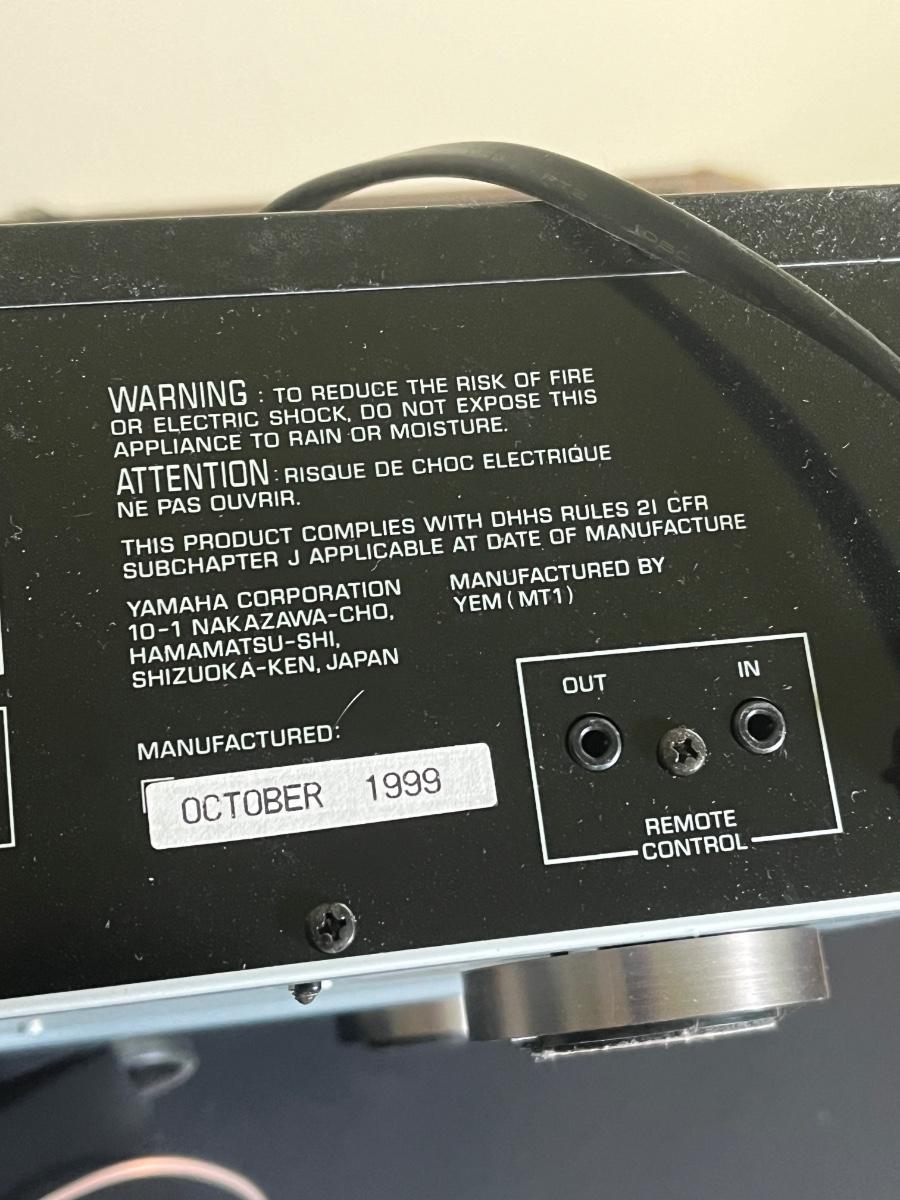 WARNING : TO REDUCE THE RISK OF FIRE
OR ELECTRIC SHOCK, DO NOT EXPOSE THIS
APPLIANCE TO RAIN OR MOISTURE.
ATTENTION : RISQUE DE CHOC ELECTRIQUE
NE PAS OUVRIR.
THIS PRODUCT COMPLIES WITH DHHS RULES 21 CFR
SUBCHAPTER J APPLICABLE AT DATE OF MANUFACTURE
YAMAHA CORPORATION
10-1 NAKAZAWA-CHO,
HAMAMATSU-SHI,
SHIZUOKA-KEN, JAPAN
MANUFACTURED BY
YEM (MT1)
MANUFACTURED:
OCTOBER 1999
OUT
IN
REMOTE
CONTROL